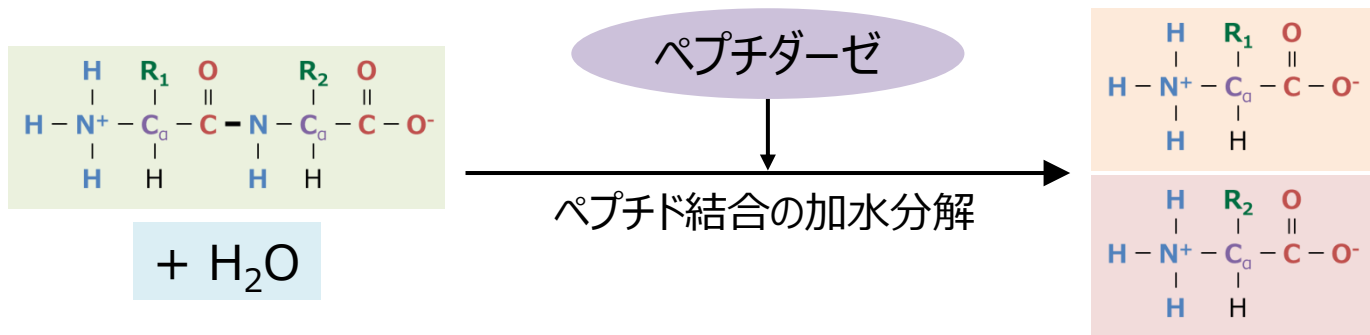 H R₁ O R₂ O
H – N⁺ – Cα – C – N – Cα – C – O⁻
H H H H
+ H₂O
ペプチダーゼ
ペプチド結合の加水分解
H R₁ O
H – N⁺ – Cα – C – O⁻
H H
H R₂ O
H – N⁺ – Cα – C – O⁻
H H